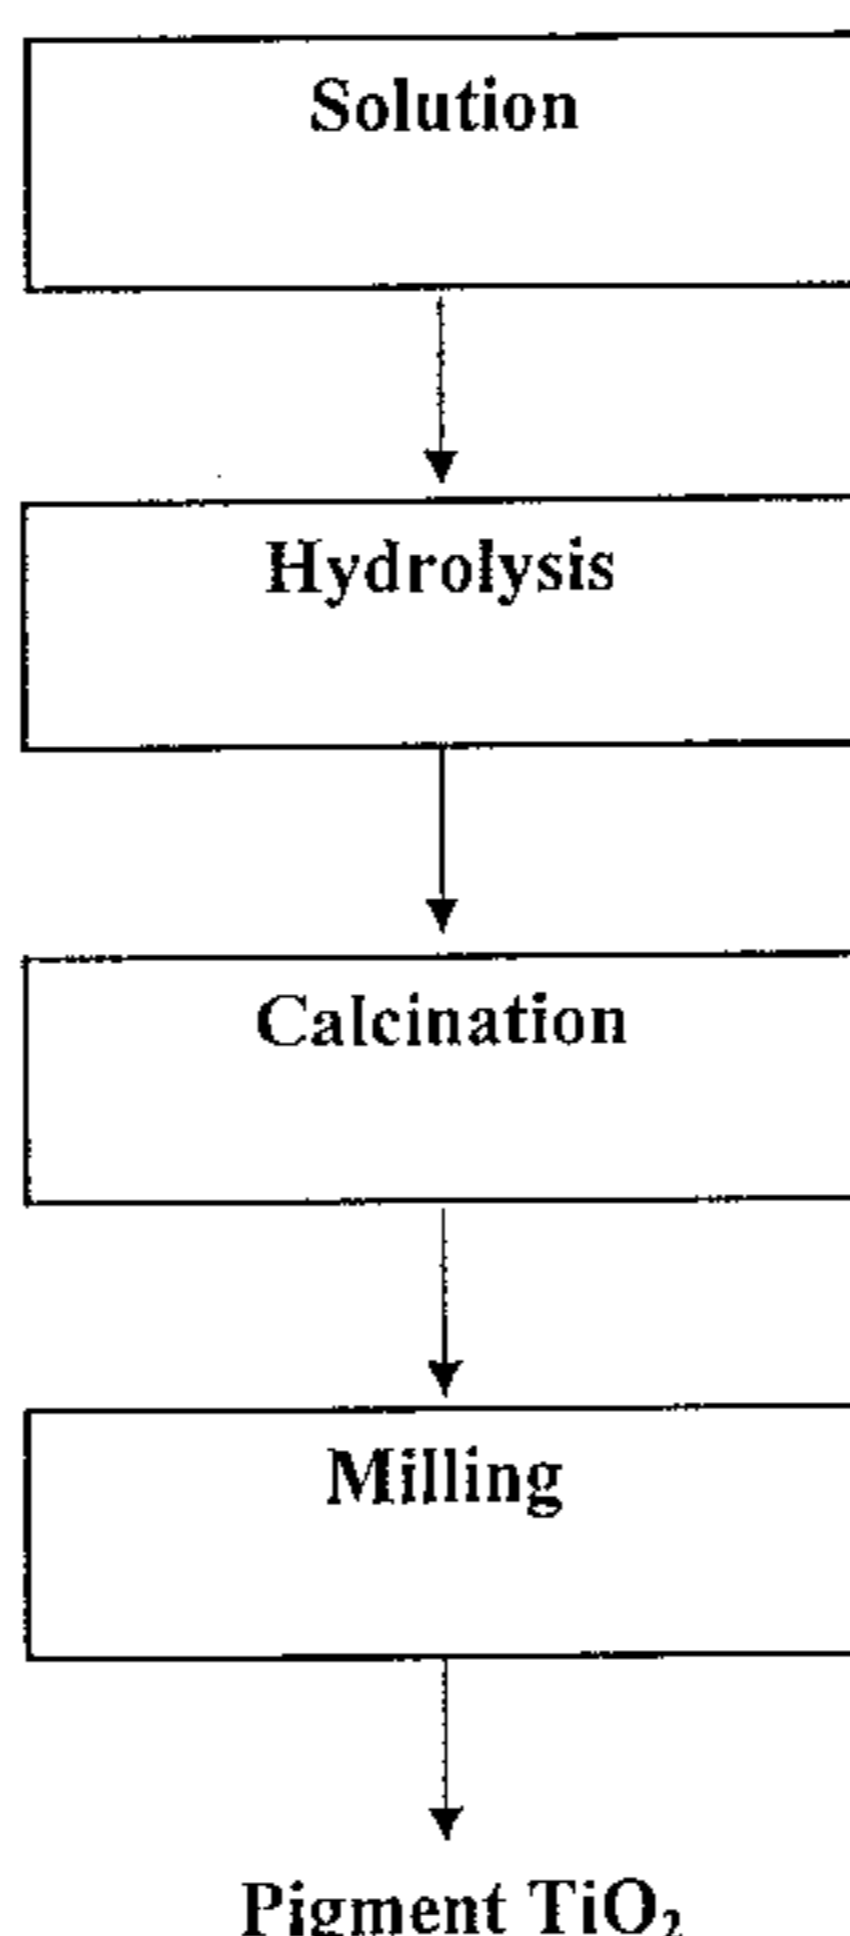 Solution
Hydrolysis
Calcination
Milling
Pigment TiO₂